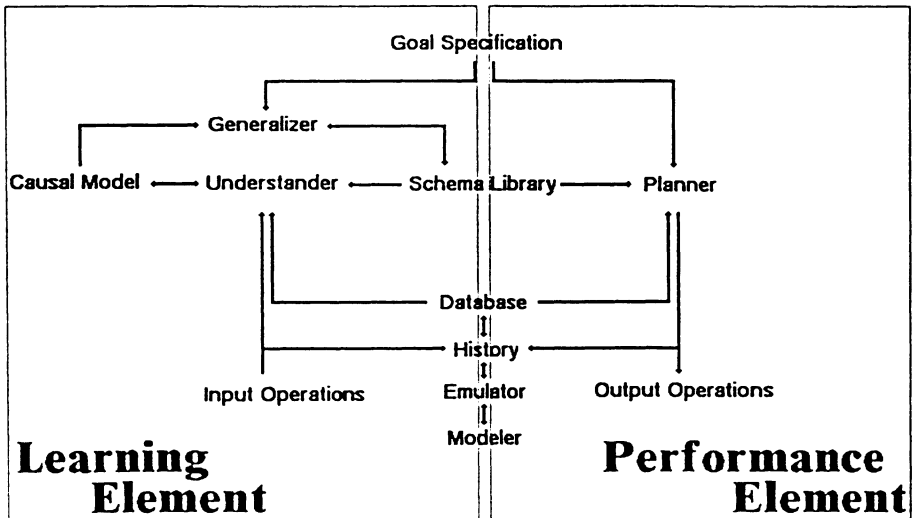 Goal Specification
Generalizer
Causal Model
Understander
Schema Library
Planner
Database
History
Input Operations
Emulator
Output Operations
Modeler
Learning
Element
Performance
Element